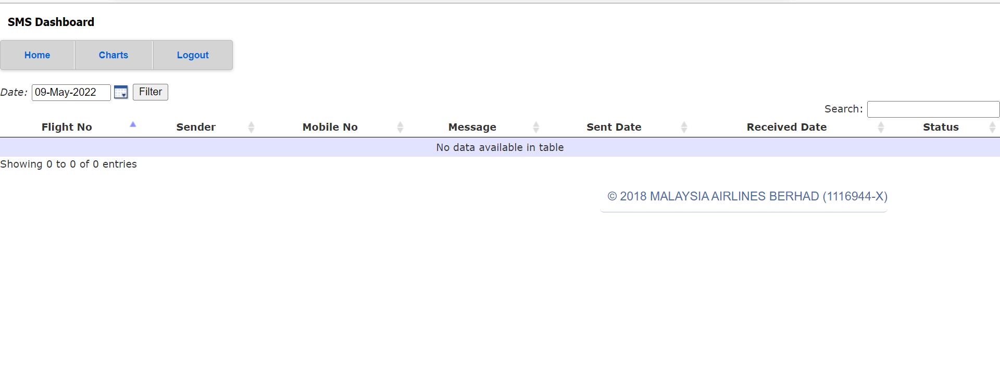 SMS Dashboard
Home Charts Logout
Date: 09-May-2022 Filter
Search:
Flight No Sender Mobile No Message Sent Date Received Date Status
No data available in table
Showing 0 to 0 of 0 entries
© 2018 MALAYSIA AIRLINES BERHAD (1116944-X)